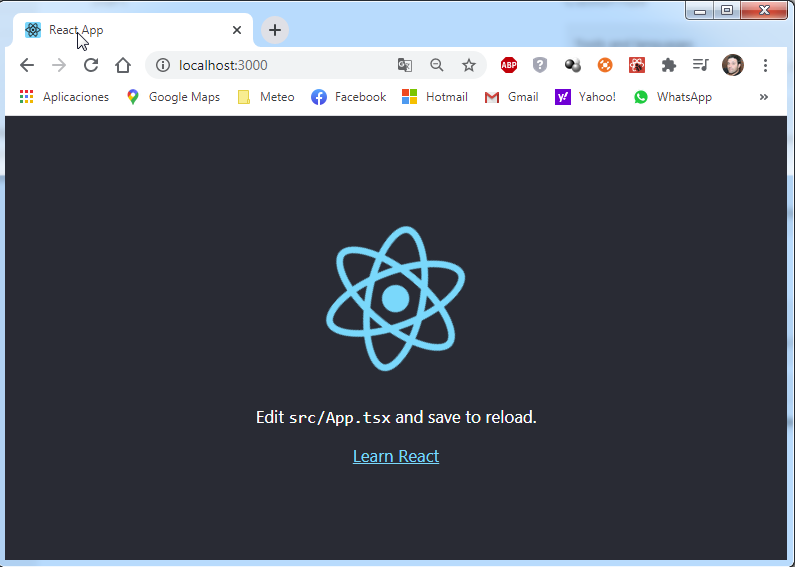 React App
localhost:3000
ABP
Aplicaciones Google Maps Meteo Facebook Hotmail Gmail Yahoo! WhatsApp »
Edit src/App.tsx and save to reload.
Learn React